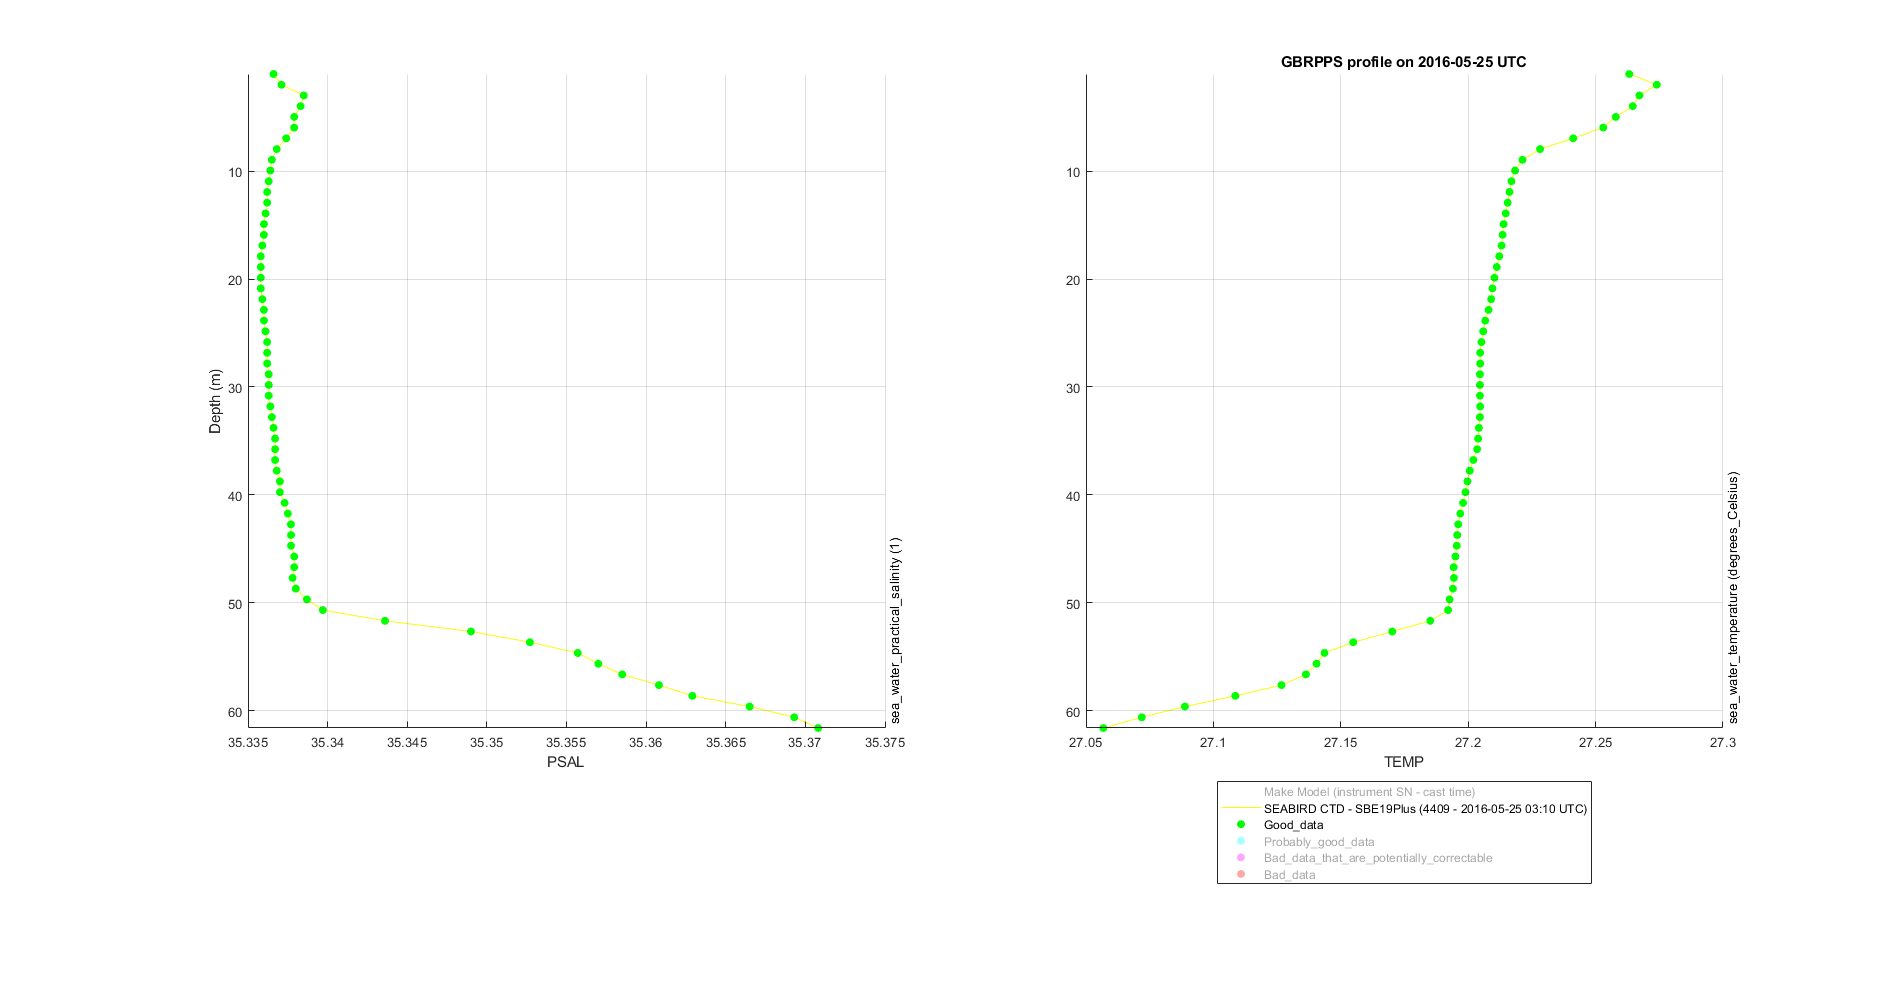 GBRPPS profile on 2016-05-25 UTC
Depth (m)
10
20
30
40
50
60
35.335 35.34 35.345 35.35 35.355 35.36 35.365 35.37 35.375
PSAL
sea_water_practical_salinity (1)
10
20
30
40
50
60
27.05 27.1 27.15 27.2 27.25 27.3
TEMP
sea_water_temperature (degrees_Celsius)
Make Model (instrument SN - cast time)
SEABIRD CTD - SBE19Plus (4409 - 2016-05-25 03:10 UTC)
Good_data
Probably_good_data
Bad_data_that_are_potentially_correctable
Bad_data